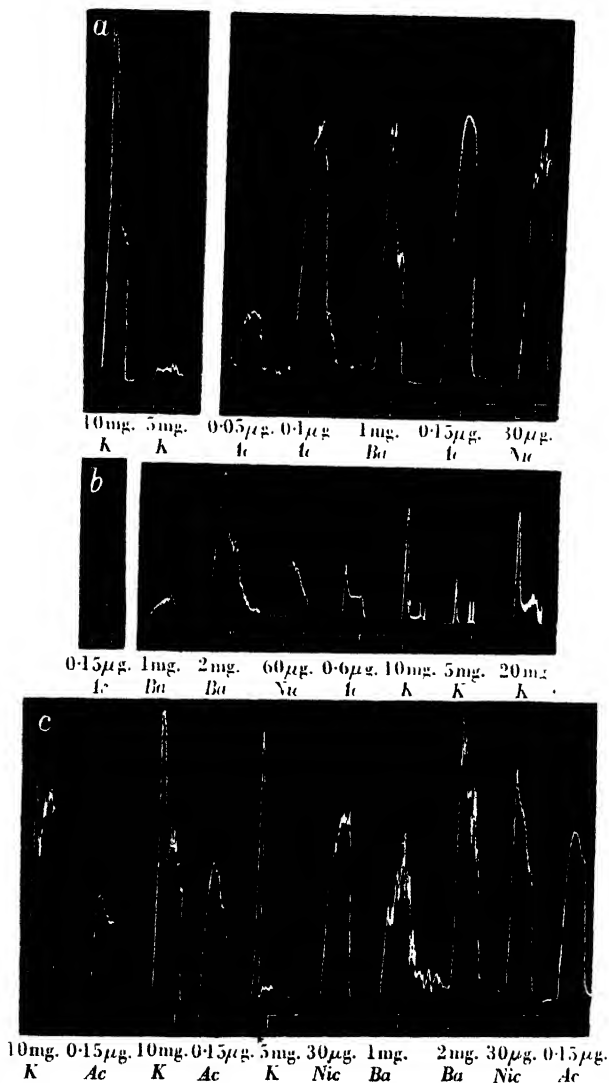 a
10mg. 5mg. 0·05µg. 0·1µg 1mg. 0·15µg. 30µg.
K K Ac Ac Ba Ac Nic
b
0·15µg. 1mg. 2mg. 60µg. 0·6µg. 10mg. 5mg. 20mg
Ac Ba Ba Nic Ac K K K
c
10mg. 0·15µg. 10mg. 0·15µg. 5mg. 30µg. 1mg. 2mg. 30µg. 0·15µg.
K Ac K Ac K Nic Ba Ba Nic Ac